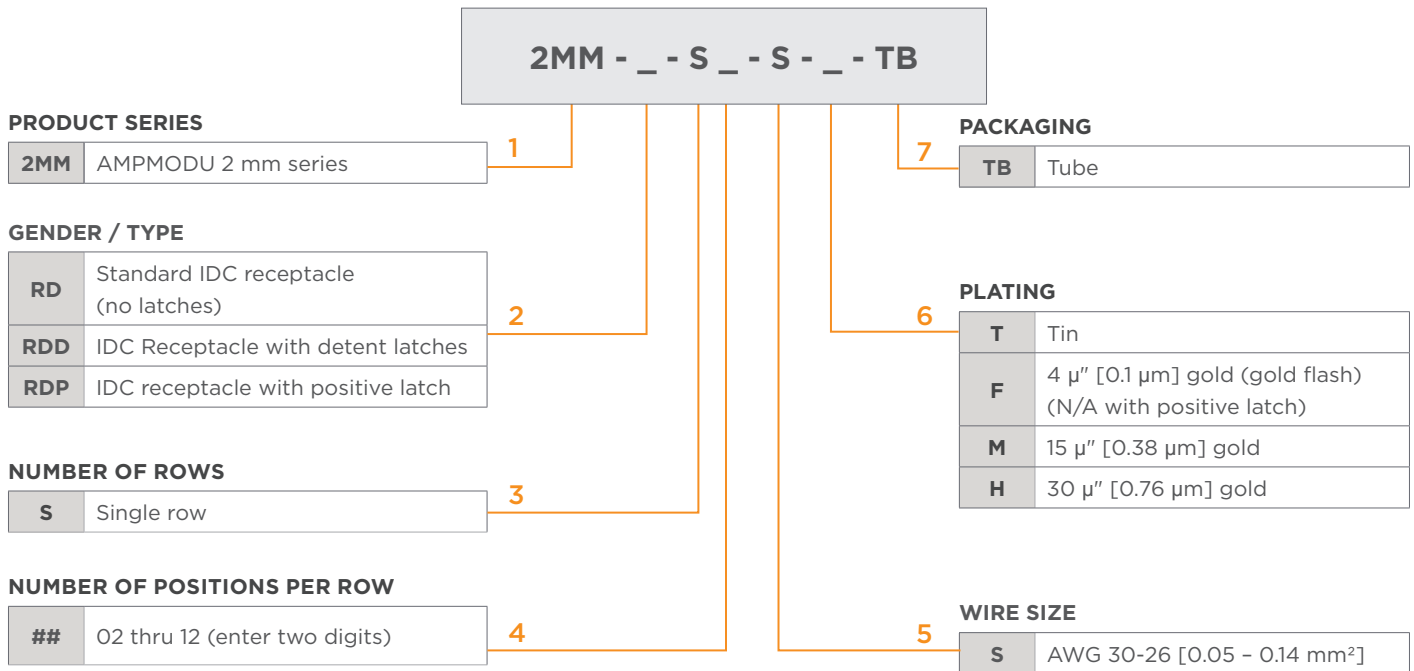 2MM - _ - S _ - S - _ - TB
PRODUCT SERIES
1
2MM AMPMODU 2 mm series
GENDER / TYPE
RD Standard IDC receptacle
(no latches)
2
RDD IDC Receptacle with detent latches
RDP IDC receptacle with positive latch
NUMBER OF ROWS
3
S Single row
NUMBER OF POSITIONS PER ROW
## 02 thru 12 (enter two digits)
4
PACKAGING
7
TB Tube
PLATING
6
T Tin
F 4 µ" [0.1 µm] gold (gold flash)
(N/A with positive latch)
M 15 µ" [0.38 µm] gold
H 30 µ" [0.76 µm] gold
WIRE SIZE
5
S AWG 30-26 [0.05 – 0.14 mm²]